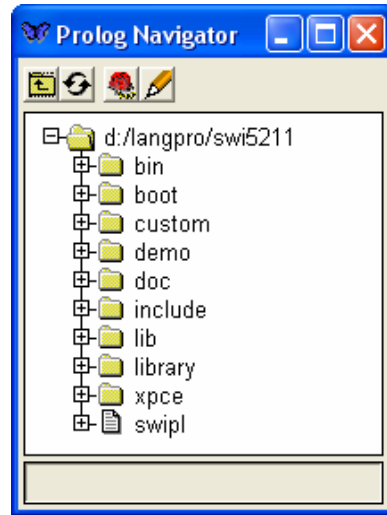 Prolog Navigator
d:/langpro/swi5211
bin
boot
custom
demo
doc
include
lib
library
xpce
swipl